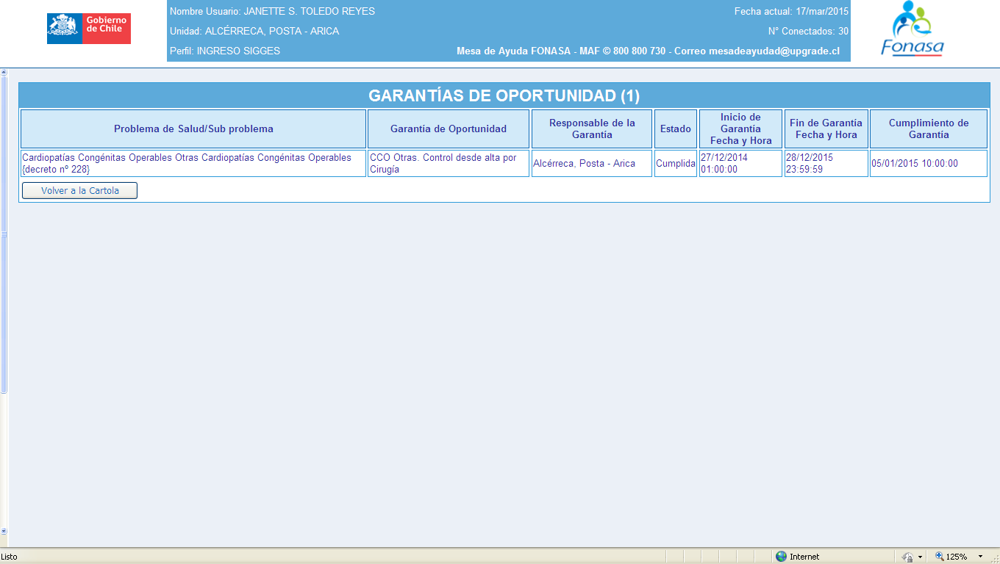 Gobierno
de Chile
Nombre Usuario: JANETTE S. TOLEDO REYES
Fecha actual: 17/mar/2015
Unidad: ALCÉRRECA, POSTA - ARICA
N° Conectados: 30
Perfil: INGRESO SIGGES
Mesa de Ayuda FONASA - MAF © 800 800 730 - Correo mesadeayudad@upgrade.cl
Fonasa
GARANTÍAS DE OPORTUNIDAD (1)
Problema de Salud/Sub problema
Garantía de Oportunidad
Responsable de la
Garantía
Estado
Inicio de
Garantía
Fecha y Hora
Fin de Garantía
Fecha y Hora
Cumplimiento de
Garantía
Cardiopatías Congénitas Operables Otras Cardiopatías Congénitas Operables
{decreto nº 228}
CCO Otras. Control desde alta por
Cirugía
Alcérreca, Posta - Arica
Cumplida
27/12/2014
01:00:00
28/12/2015
23:59:59
05/01/2015 10:00:00
Volver a la Cartola
Listo
Internet
125%